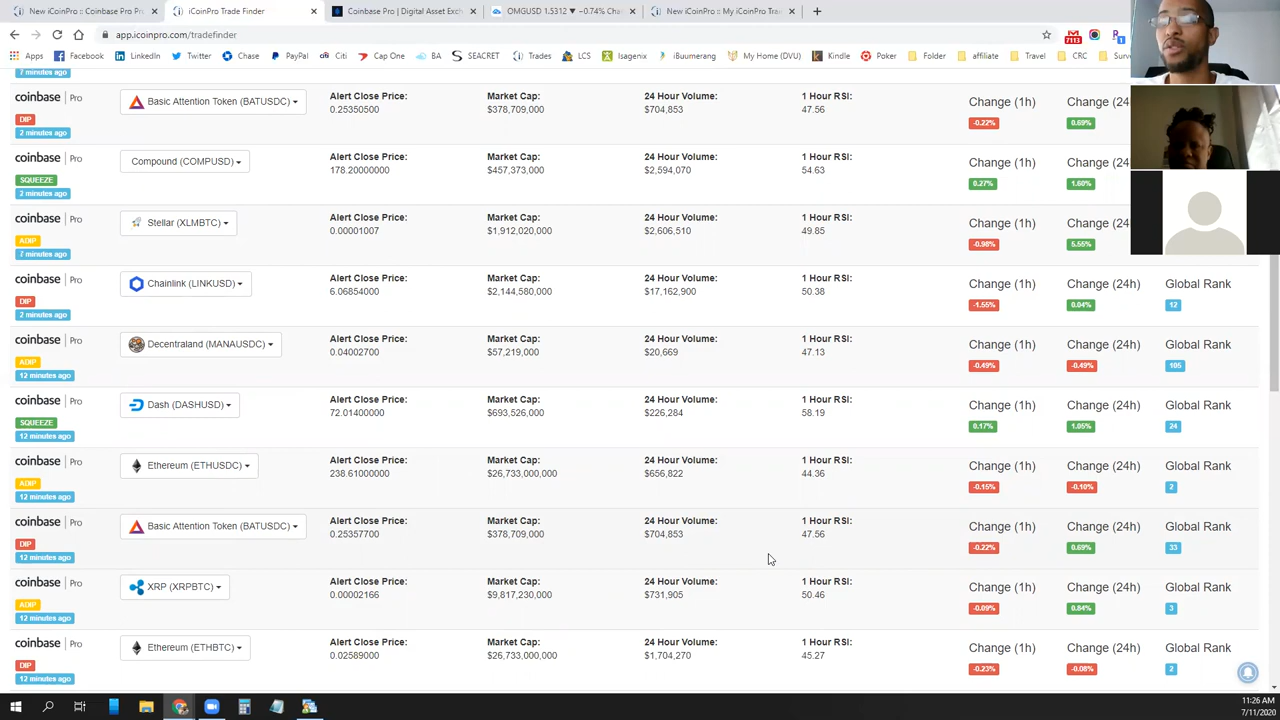 New iCoinPro :: Coinbase Pro Pro
iCoinPro Trade Finder
Coinbase Pro | Digital Asset Exch
OMGUSD 1.5312 ▼ −0.74% Cha
New iCoinPro :: My iCoinPro Tra
app.icoinpro.com/tradefinder
7113
1
Apps
Facebook
LinkedIn
Twitter
Chase
PayPal
Citi
CRC One
BA
SEACRET
Trades
LCS
Isagenix
iBuumerang
My Home (DVU)
Kindle
Poker
Folder
affiliate
Travel
CRC
Surv
7 minutes ago
coinbase | Pro
DIP
2 minutes ago
Basic Attention Token (BATUSDC)
Alert Close Price:
0.25350500
Market Cap:
$378,709,000
24 Hour Volume:
$704,853
1 Hour RSI:
47.56
Change (1h)
-0.22%
Change (24
0.69%
coinbase | Pro
SQUEEZE
2 minutes ago
Compound (COMPUSD)
Alert Close Price:
178.20000000
Market Cap:
$457,373,000
24 Hour Volume:
$2,594,070
1 Hour RSI:
54.63
Change (1h)
0.27%
Change (24
1.60%
coinbase | Pro
ADIP
7 minutes ago
Stellar (XLMBTC)
Alert Close Price:
0.00001007
Market Cap:
$1,912,020,000
24 Hour Volume:
$2,606,510
1 Hour RSI:
49.85
Change (1h)
-0.98%
Change (24
5.55%
coinbase | Pro
DIP
2 minutes ago
Chainlink (LINKUSD)
Alert Close Price:
6.06854000
Market Cap:
$2,144,580,000
24 Hour Volume:
$17,162,900
1 Hour RSI:
50.38
Change (1h)
-1.55%
Change (24h)
0.04%
Global Rank
12
coinbase | Pro
ADIP
12 minutes ago
Decentraland (MANAUSDC)
Alert Close Price:
0.04002700
Market Cap:
$57,219,000
24 Hour Volume:
$20,669
1 Hour RSI:
47.13
Change (1h)
-0.49%
Change (24h)
-0.49%
Global Rank
105
coinbase | Pro
SQUEEZE
12 minutes ago
Dash (DASHUSD)
Alert Close Price:
72.01400000
Market Cap:
$693,526,000
24 Hour Volume:
$226,284
1 Hour RSI:
58.19
Change (1h)
0.17%
Change (24h)
1.05%
Global Rank
24
coinbase | Pro
ADIP
12 minutes ago
Ethereum (ETHUSDC)
Alert Close Price:
238.61000000
Market Cap:
$26,733,000,000
24 Hour Volume:
$656,822
1 Hour RSI:
44.36
Change (1h)
-0.15%
Change (24h)
-0.10%
Global Rank
2
coinbase | Pro
DIP
12 minutes ago
Basic Attention Token (BATUSDC)
Alert Close Price:
0.25357700
Market Cap:
$378,709,000
24 Hour Volume:
$704,853
1 Hour RSI:
47.56
Change (1h)
-0.22%
Change (24h)
0.69%
Global Rank
33
coinbase | Pro
ADIP
12 minutes ago
XRP (XRPBTC)
Alert Close Price:
0.00002166
Market Cap:
$9,817,230,000
24 Hour Volume:
$731,905
1 Hour RSI:
50.46
Change (1h)
-0.09%
Change (24h)
0.84%
Global Rank
3
coinbase | Pro
DIP
12 minutes ago
Ethereum (ETHBTC)
Alert Close Price:
0.02589000
Market Cap:
$26,733,000,000
24 Hour Volume:
$1,704,270
1 Hour RSI:
45.27
Change (1h)
-0.23%
Change (24h)
-0.08%
Global Rank
2
11:26 AM
7/11/2020